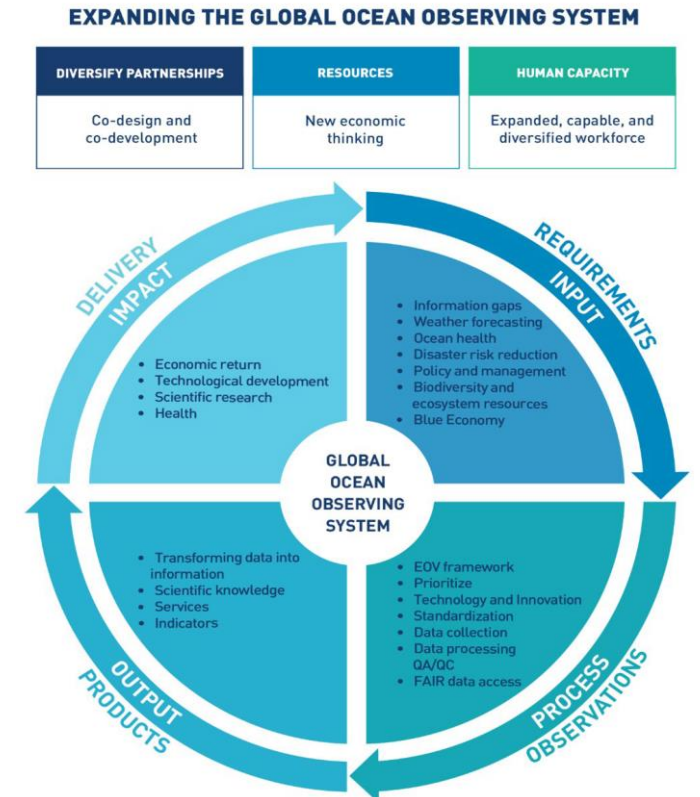 EXPANDING THE GLOBAL OCEAN OBSERVING SYSTEM
DIVERSIFY PARTNERSHIPS
Co-design and
co-development
RESOURCES
New economic
thinking
HUMAN CAPACITY
Expanded, capable, and
diversified workforce
DELIVERY
IMPACT
• Economic return
• Technological development
• Scientific research
• Health
REQUIREMENTS
INPUT
• Information gaps
• Weather forecasting
• Ocean health
• Disaster risk reduction
• Policy and management
• Biodiversity and
ecosystem resources
• Blue Economy
GLOBAL
OCEAN
OBSERVING
SYSTEM
• Transforming data into
information
• Scientific knowledge
• Services
• Indicators
OUTPUT
PRODUCTS
• EOV framework
• Prioritize
• Technology and Innovation
• Standardization
• Data collection
• Data processing
QA/QC
• FAIR data access
PROCESS
OBSERVATIONS